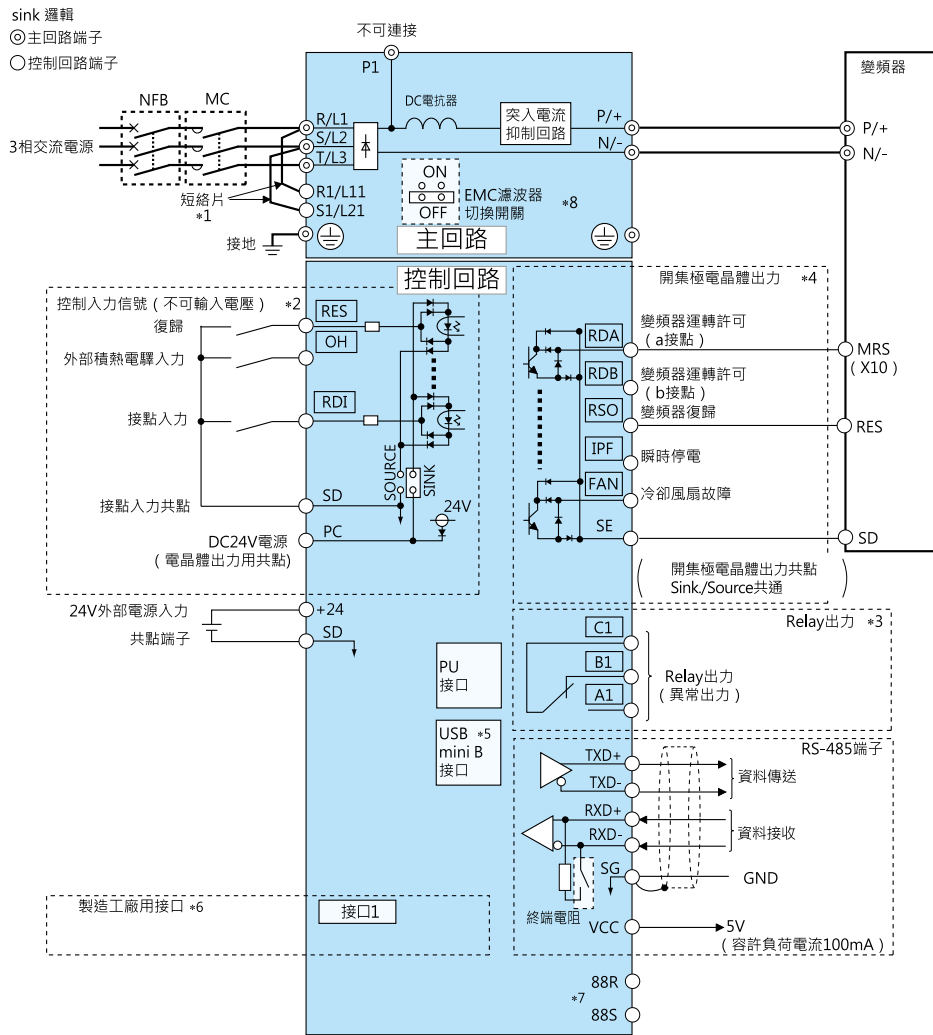 sink 邏輯
◎主回路端子
○控制回路端子
不可連接
P1
變頻器
NFB
MC
DC電抗器
突入電流
抑制回路
R/L1
S/L2
T/L3
P/+
N/-
P/+
N/-
3相交流電源
短絡片
*1
R1/L11
S1/L21
ON
OFF
EMC濾波器
切換開關
*8
接地
主回路
控制回路
控制入力信號(不可輸入電壓) *2
復歸
RES
外部積熱電驛入力
OH
接點入力
RDI
SOURCE
SINK
接點入力共點
SD
24V
DC24V電源
(電晶體出力用共點)
PC
開集極電晶體出力 *4
RDA
變頻器運轉許可
(a接點)
MRS
(X10)
RDB
變頻器運轉許可
(b接點)
RSO
變頻器復歸
RES
IPF
瞬時停電
FAN
冷卻風扇故障
SE
SD
(開集極電晶體出力共點
Sink./Source共通)
24V外部電源入力
+24
共點端子
SD
Relay出力 *3
C1
B1
A1
Relay出力
(異常出力)
PU
接口
USB *5
mini B
接口
RS-485端子
TXD+
TXD-
資料傳送
RXD+
RXD-
資料接收
SG
GND
終端電阻
VCC
5V
(容許負荷電流100mA)
製造工廠用接口 *6
接口1
*7
88R
88S